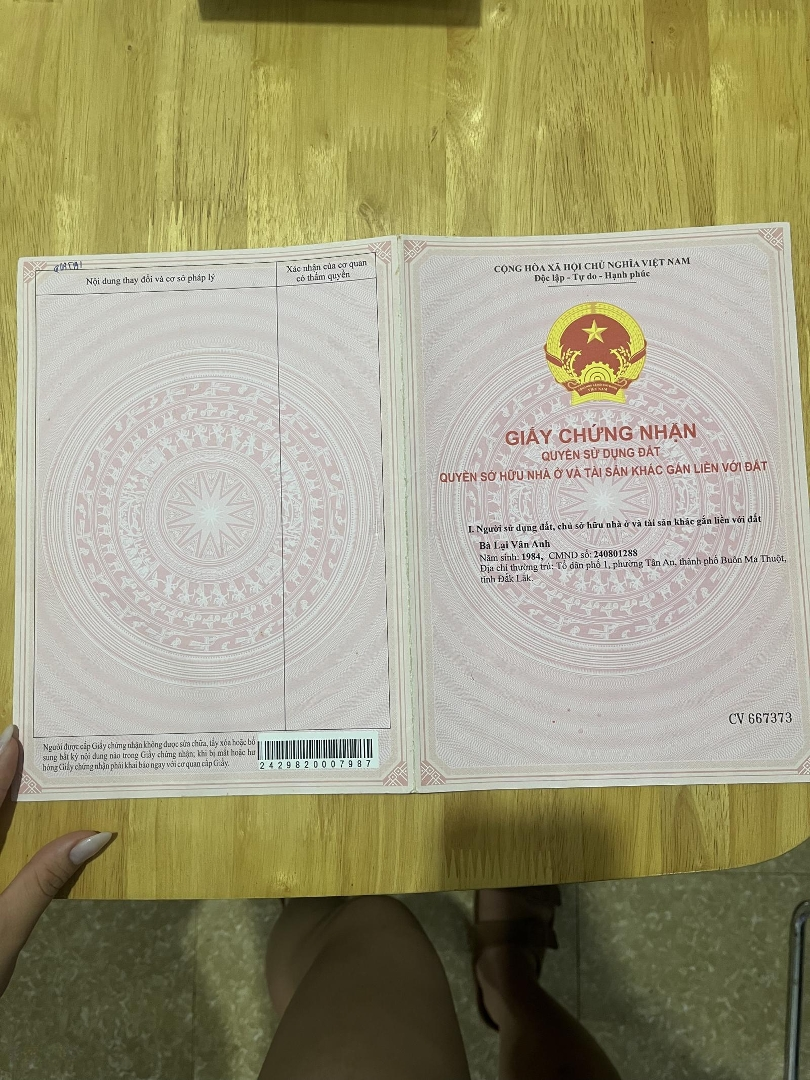 Nội dung thay đổi và cơ sở pháp lý
Xác nhận của cơ quan
có thẩm quyền
Người được cấp Giấy chứng nhận không được sửa chữa, tẩy xóa hoặc bổ
sung bất kỳ nội dung nào trong Giấy chứng nhận; khi bị mất hoặc hư
hỏng Giấy chứng nhận phải khai báo ngay với cơ quan cấp Giấy.
2429820007987
CỘNG HÒA XÃ HỘI CHỦ NGHĨA VIỆT NAM
Độc lập - Tự do - Hạnh phúc
GIẤY CHỨNG NHẬN
QUYỀN SỬ DỤNG ĐẤT
QUYỀN SỞ HỮU NHÀ Ở VÀ TÀI SẢN KHÁC GẮN LIỀN VỚI ĐẤT
I. Người sử dụng đất, chủ sở hữu nhà ở và tài sản khác gắn liền với đất
Bà Lại Vân Anh
Năm sinh: 1984, CMND số: 240801288
Địa chỉ thường trú: Tổ dân phố 1, phường Tân An, thành phố Buôn Ma Thuột,
tỉnh Đắk Lắk.
CV 667373